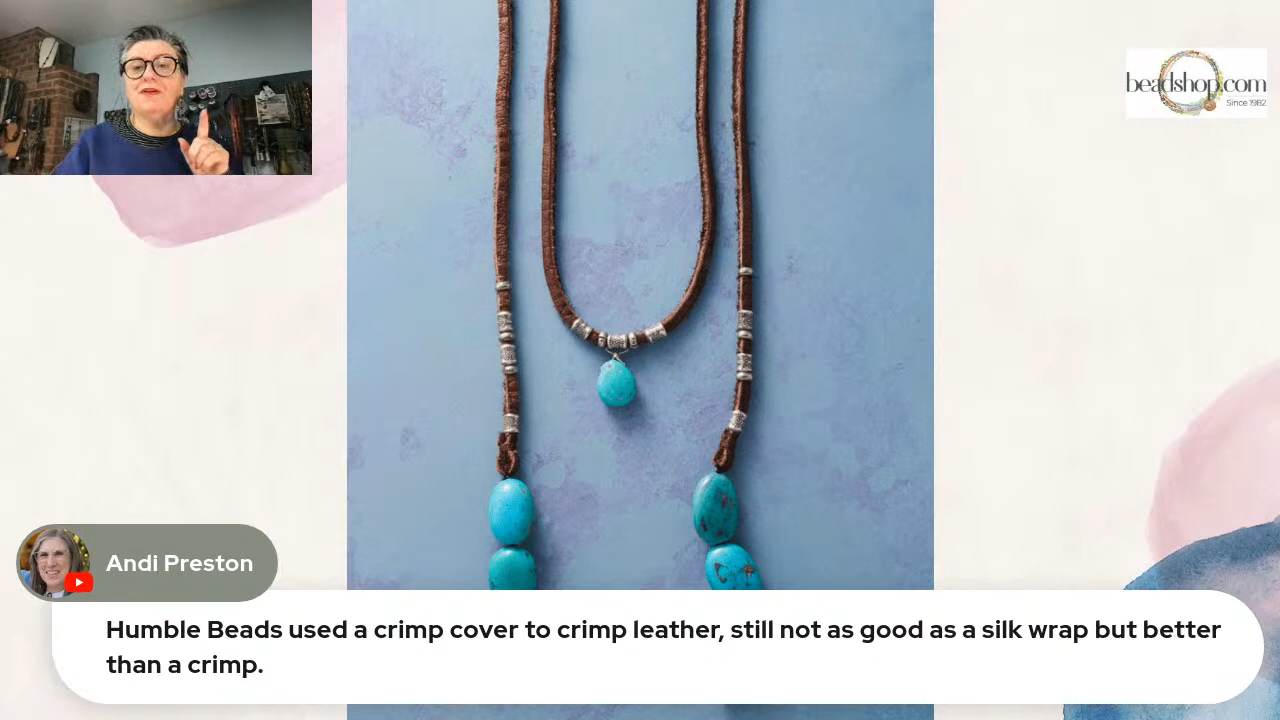 beadshop.com
Since 1982
Andi Preston
Humble Beads used a crimp cover to crimp leather, still not as good as a silk wrap but better
than a crimp.